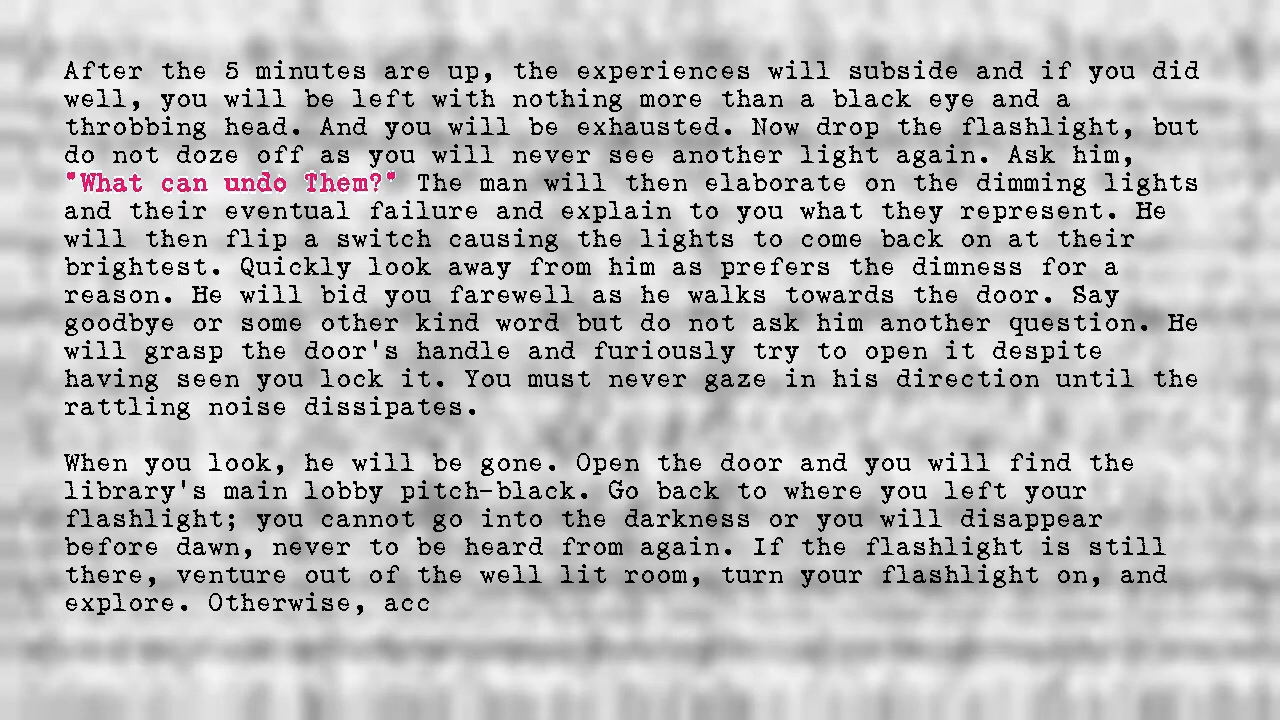 After the 5 minutes are up, the experiences will subside and if you did
well, you will be left with nothing more than a black eye and a
throbbing head. And you will be exhausted. Now drop the flashlight, but
do not doze off as you will never see another light again. Ask him,
"What can undo Them?" The man will then elaborate on the dimming lights
and their eventual failure and explain to you what they represent. He
will then flip a switch causing the lights to come back on at their
brightest. Quickly look away from him as prefers the dimness for a
reason. He will bid you farewell as he walks towards the door. Say
goodbye or some other kind word but do not ask him another question. He
will grasp the door's handle and furiously try to open it despite
having seen you lock it. You must never gaze in his direction until the
rattling noise dissipates.

When you look, he will be gone. Open the door and you will find the
library's main lobby pitch-black. Go back to where you left your
flashlight; you cannot go into the darkness or you will disappear
before dawn, never to be heard from again. If the flashlight is still
there, venture out of the well lit room, turn your flashlight on, and
explore. Otherwise, acc